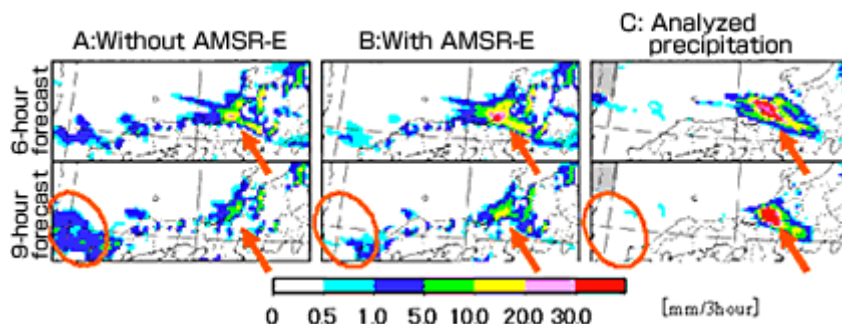 A:Without AMSR-E
B:With AMSR-E
C: Analyzed
precipitation
6-hour
forecast
9-hour
forecast
0 0.5 1.0 5.0 10.0 20.0 30.0
[mm/3hour]